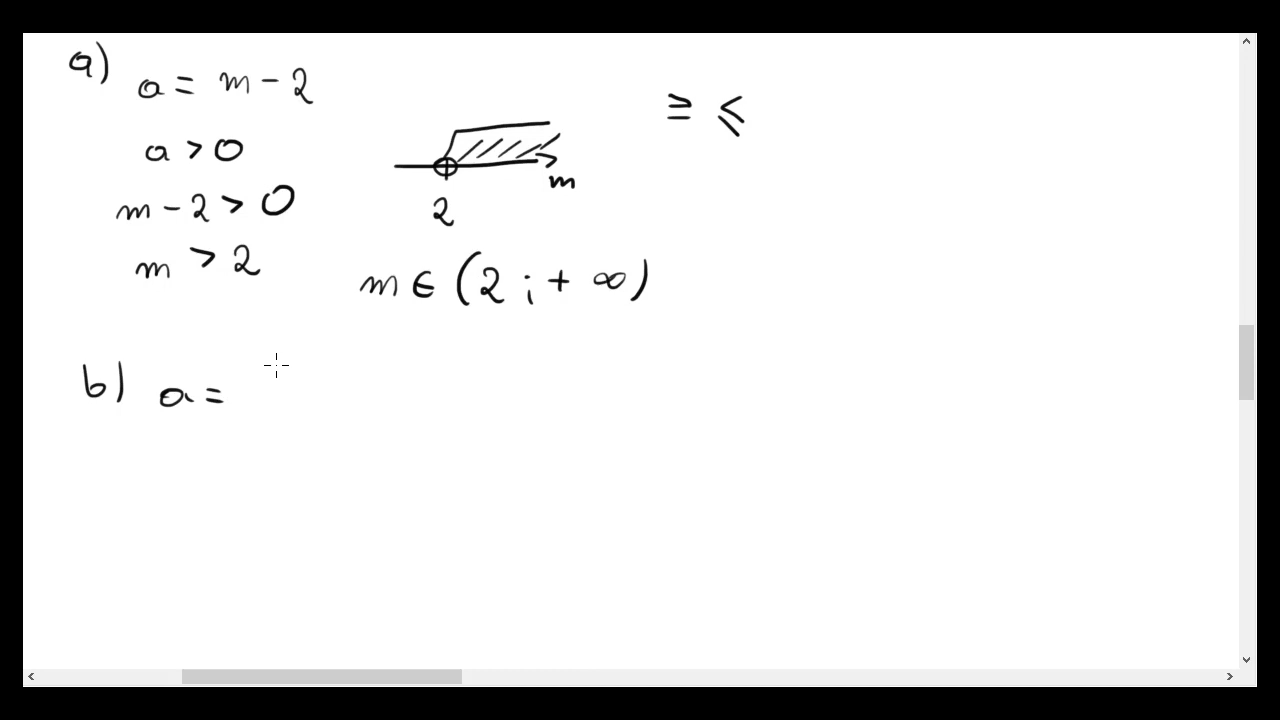 a)
a = m - 2
≥ ≤
a > 0
m
m - 2 > 0
2
m > 2
m ∈ (2 ; + ∞)
b) a =